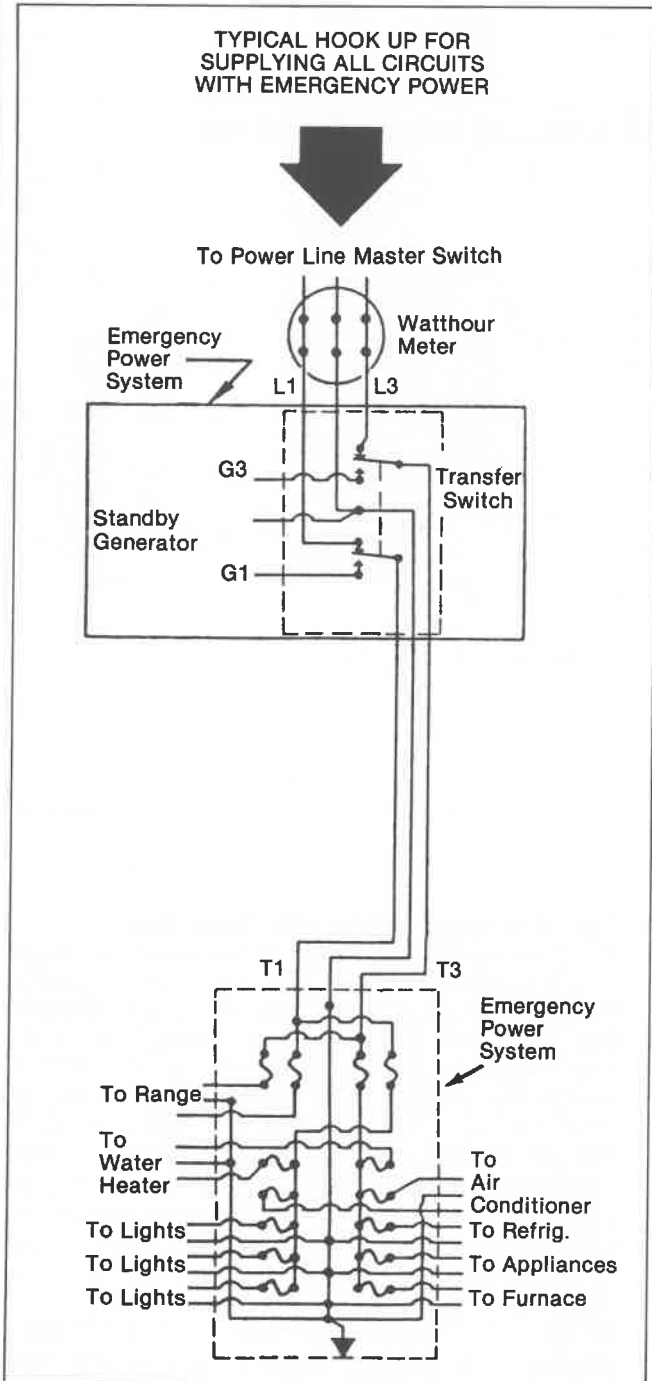 TYPICAL HOOK UP FOR
SUPPLYING ALL CIRCUITS
WITH EMERGENCY POWER
To Power Line Master Switch
Watthour
Meter
Emergency
Power
System
L1
L3
G3
Transfer
Switch
Standby
Generator
G1
T1
T3
Emergency
Power
System
To Range
To
Water
Heater
To
Air
Conditioner
To Lights
To Refrig.
To Lights
To Appliances
To Lights
To Furnace